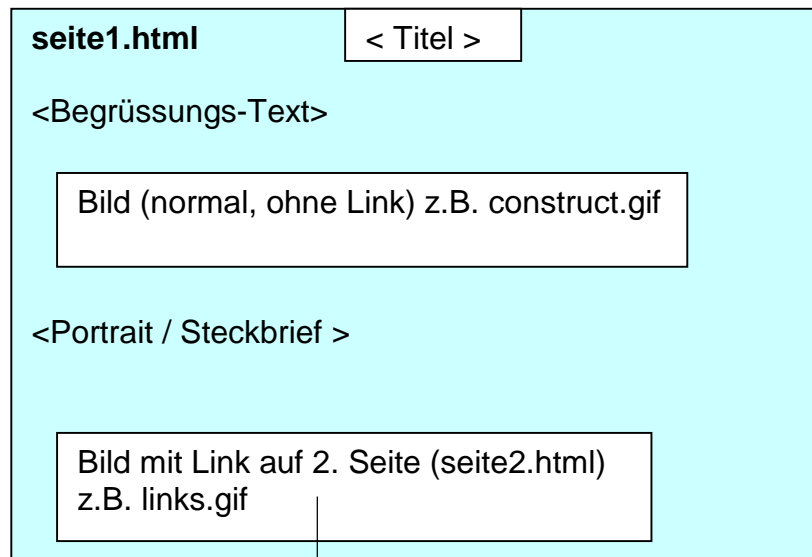 seite1.html < Titel >
<Begrüssungs-Text>
Bild (normal, ohne Link) z.B. construct.gif
<Portrait / Steckbrief >
Bild mit Link auf 2. Seite (seite2.html)
z.B. links.gif